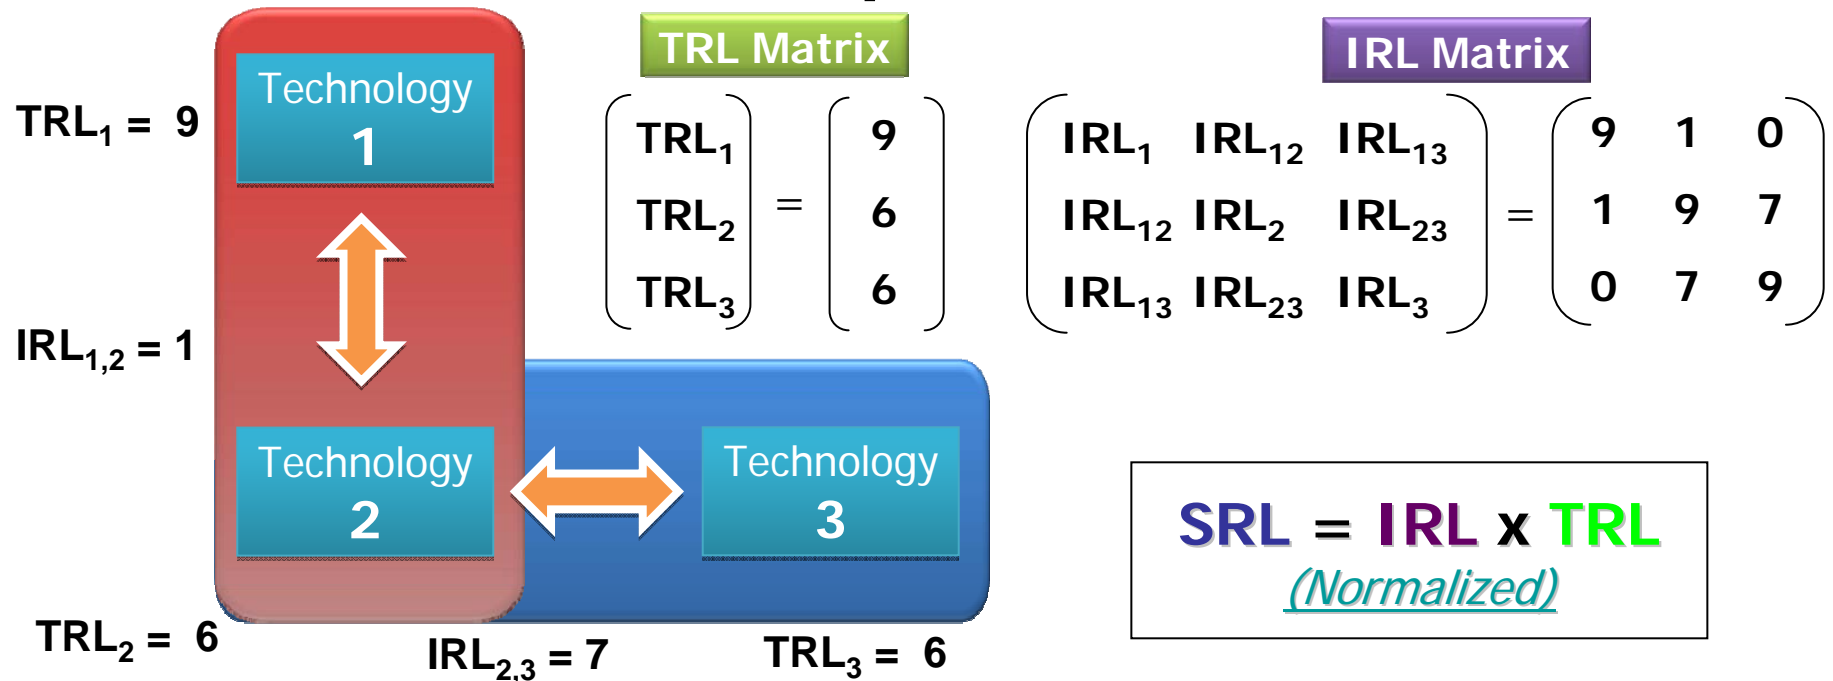 Technology
1
TRL1 = 9
IRL1,2 = 1
Technology
2
Technology
3
TRL2 = 6
IRL2,3 = 7
TRL3 = 6
TRL Matrix
TRL1 = 9
TRL2 6
TRL3 6
IRL Matrix
IRL1 IRL12 IRL13 = 9 1 0
IRL12 IRL2 IRL23 1 9 7
IRL13 IRL23 IRL3 0 7 9
SRL = IRL x TRL
(Normalized)